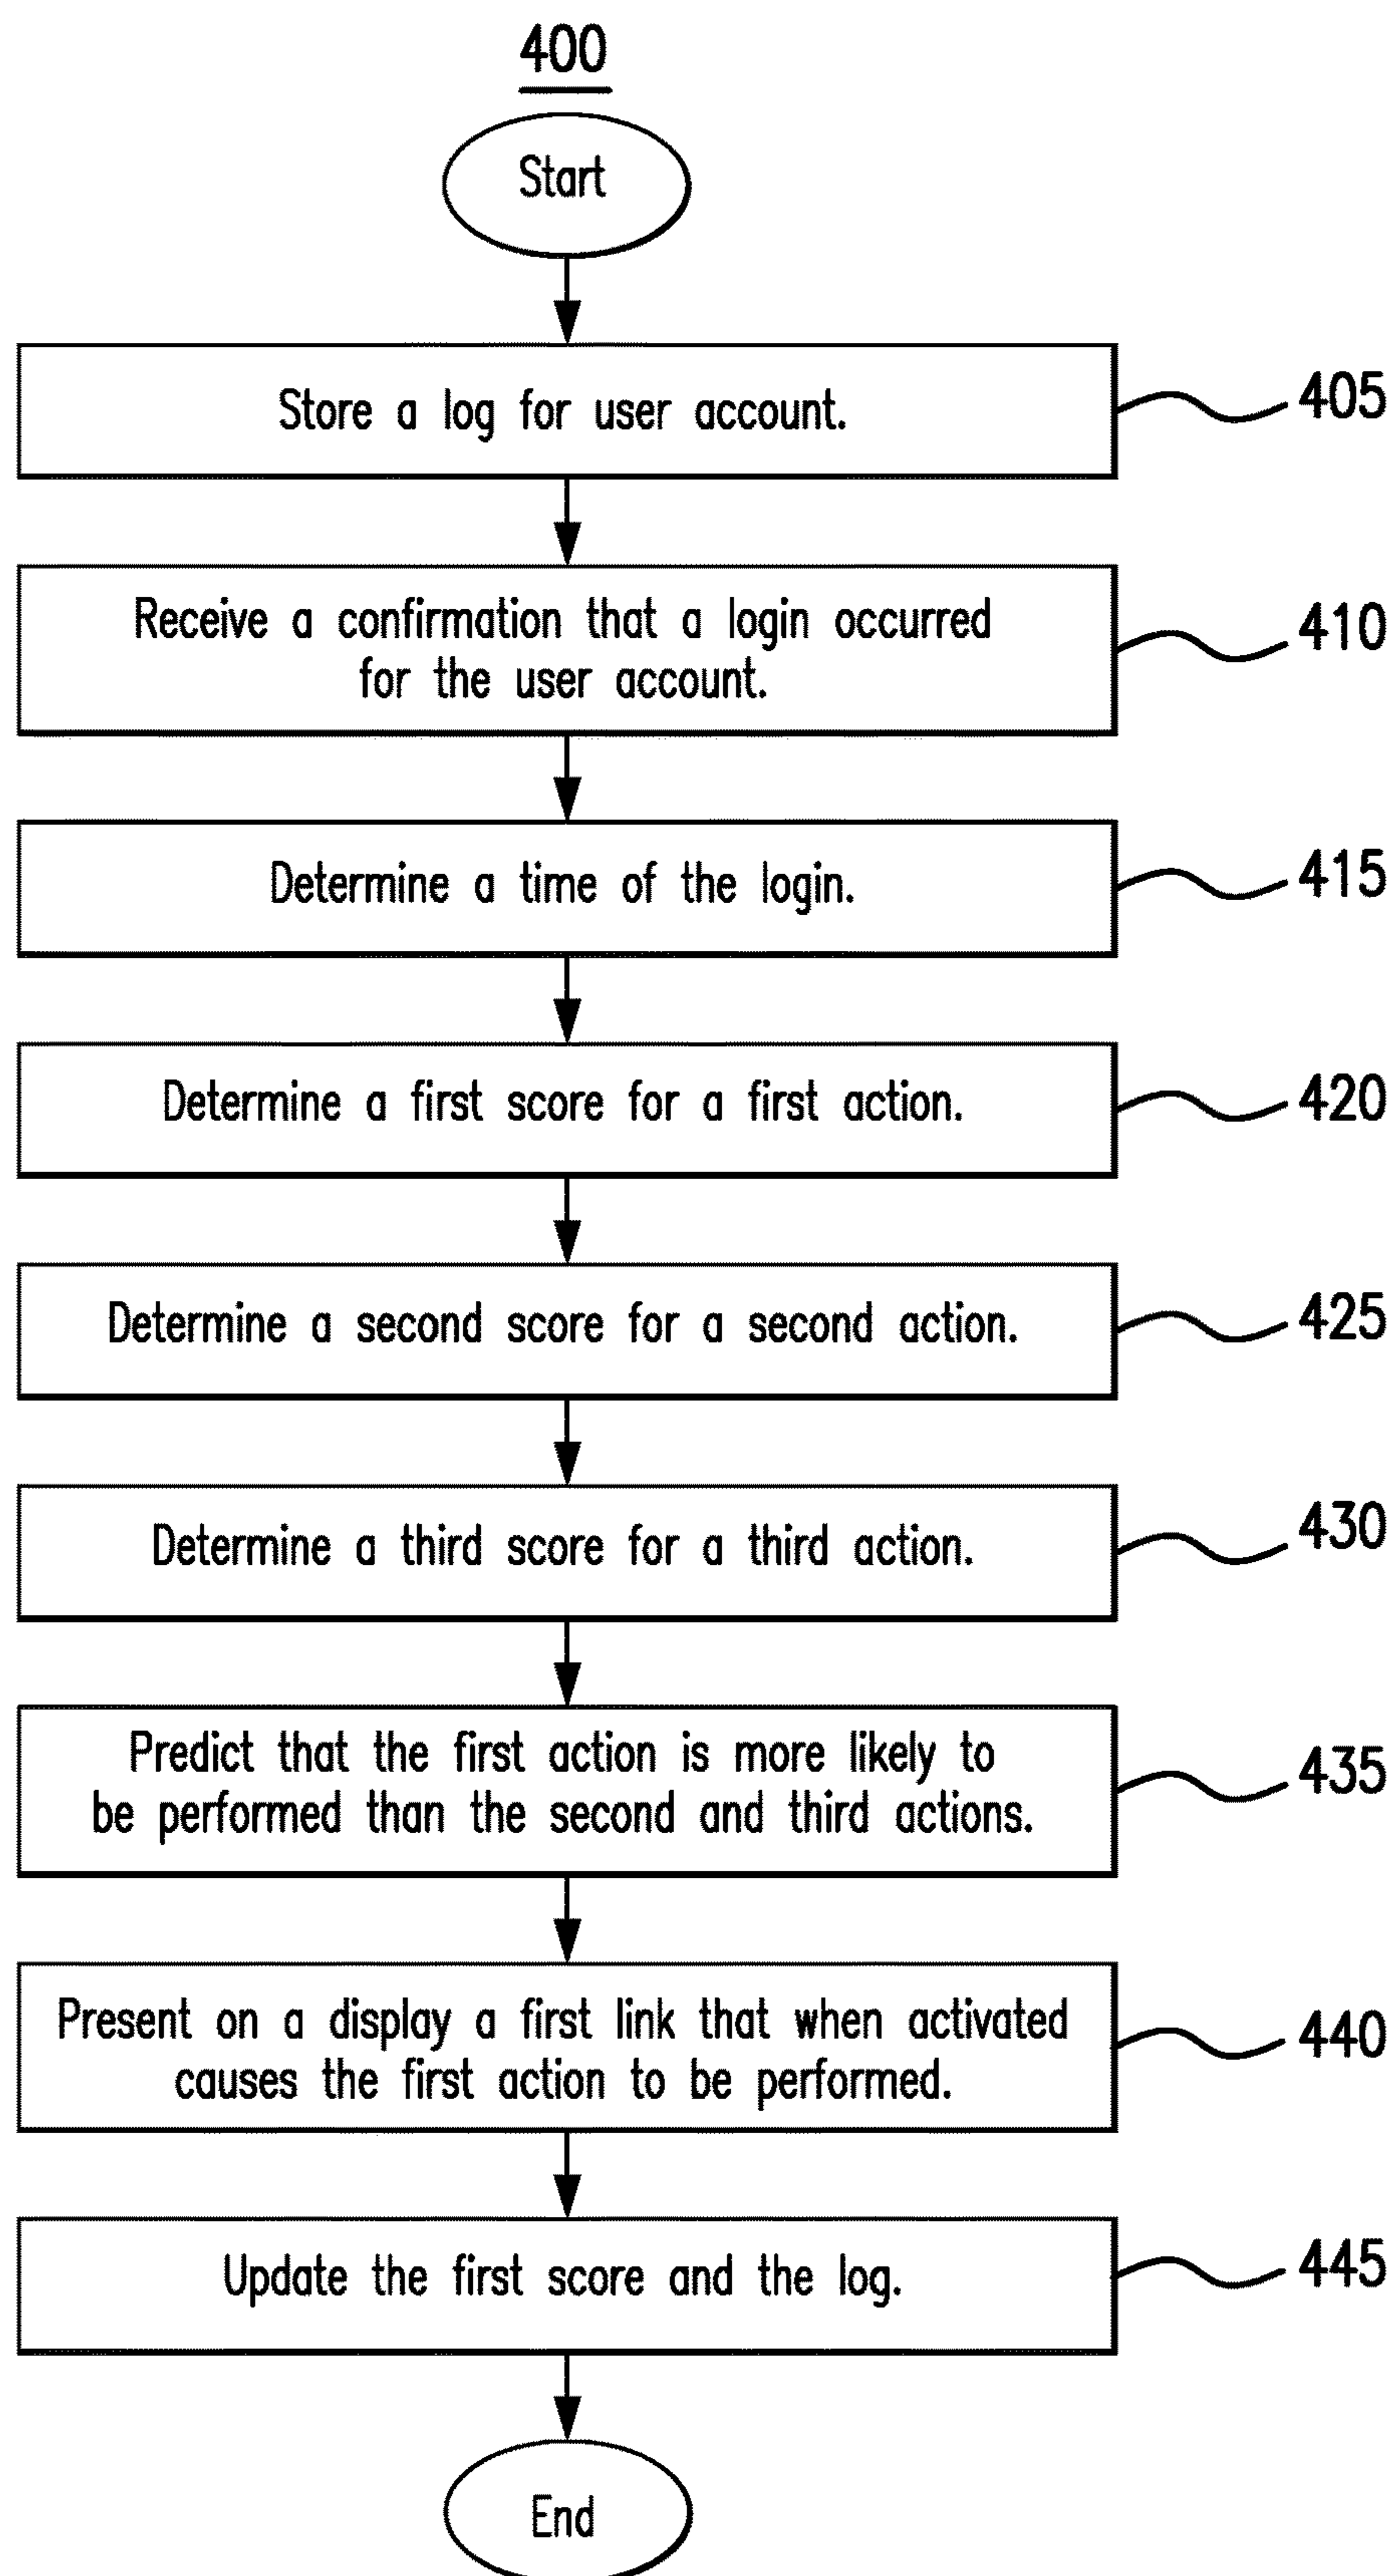 400
Start
Store a log for user account.
405
Receive a confirmation that a login occurred
for the user account.
410
Determine a time of the login.
415
Determine a first score for a first action.
420
Determine a second score for a second action.
425
Determine a third score for a third action.
430
Predict that the first action is more likely to
be performed than the second and third actions.
435
Present on a display a first link that when activated
causes the first action to be performed.
440
Update the first score and the log.
445
End